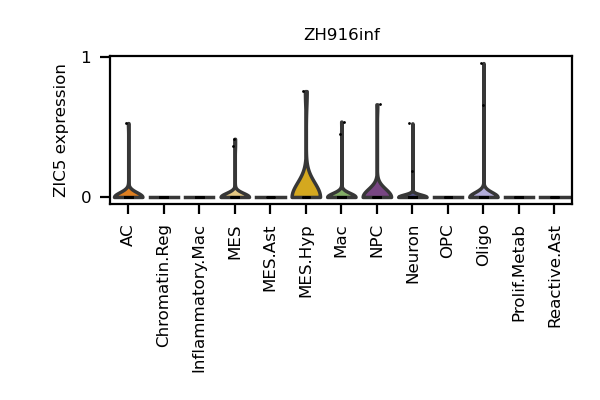 ZH916inf
ZIC5 expression
1
0
AC
Chromatin.Reg
Inflammatory.Mac
MES
MES.Ast
MES.Hyp
Mac
NPC
Neuron
OPC
Oligo
Prolif.Metab
Reactive.Ast